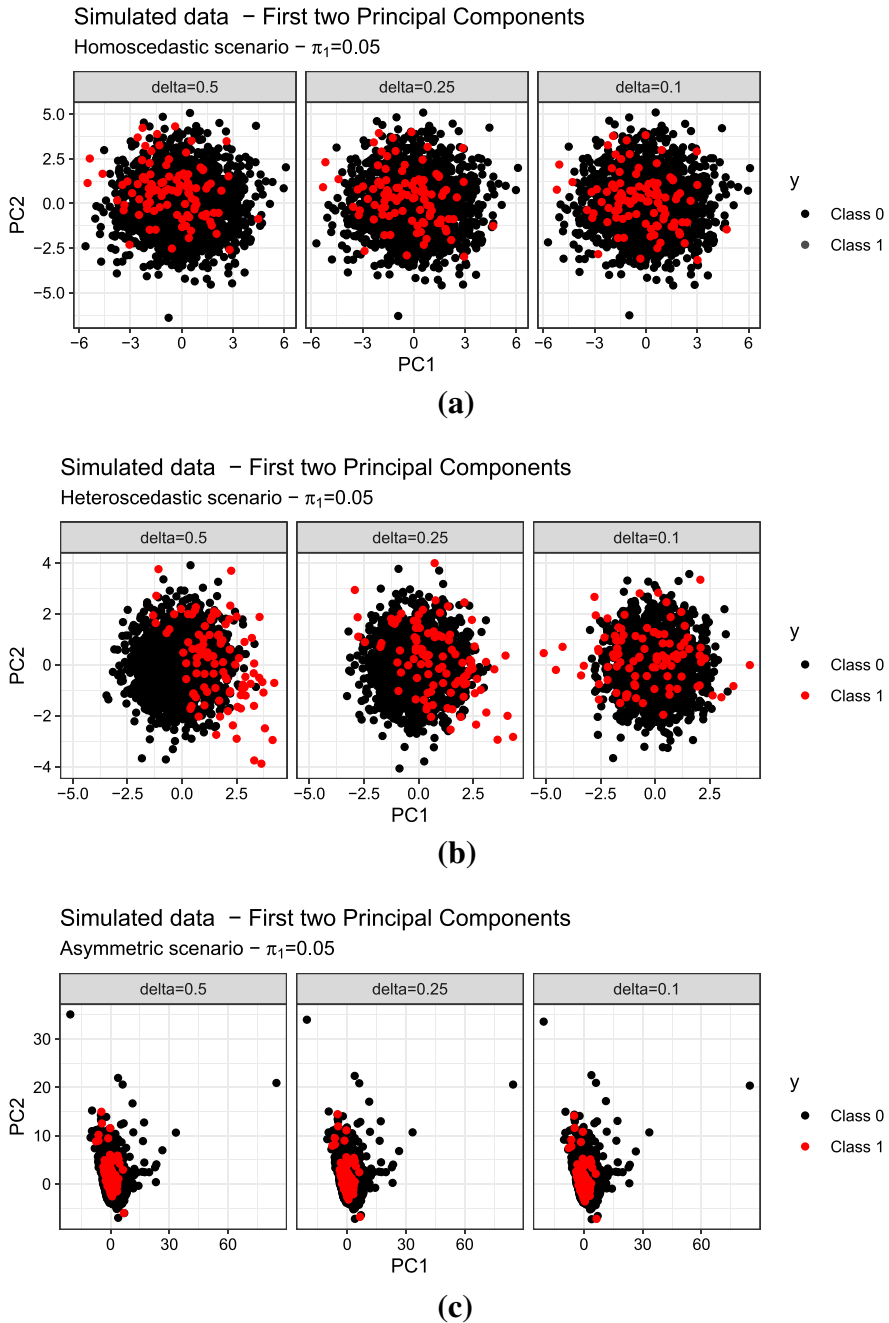 Simulated data − First two Principal Components
Homoscedastic scenario − π₁=0.05
delta=0.5 delta=0.25 delta=0.1
5.0
2.5
0.0
−2.5
−5.0
PC2
−6 −3 0 3 6 −6 −3 0 3 6 −6 −3 0 3 6
PC1
y
Class 0
Class 1
(a)
Simulated data − First two Principal Components
Heteroscedastic scenario − π₁=0.05
delta=0.5 delta=0.25 delta=0.1
4
2
0
−2
−4
PC2
−5.0 −2.5 0.0 2.5 −5.0 −2.5 0.0 2.5 −5.0 −2.5 0.0 2.5
PC1
y
Class 0
Class 1
(b)
Simulated data − First two Principal Components
Asymmetric scenario − π₁=0.05
delta=0.5 delta=0.25 delta=0.1
30
20
10
0
PC2
0 30 60 0 30 60 0 30 60
PC1
y
Class 0
Class 1
(c)